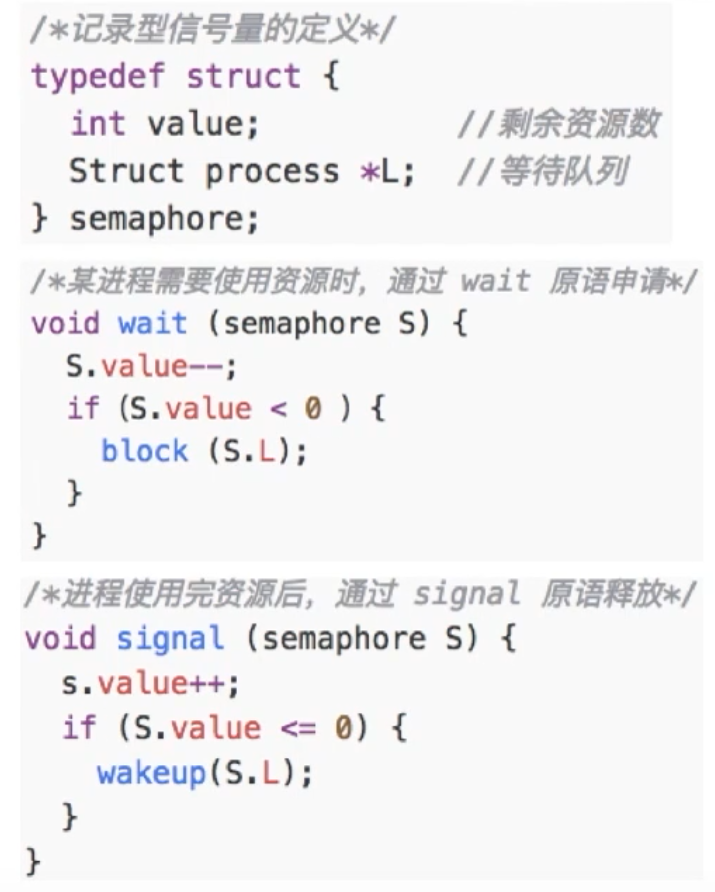 /*记录型信号量的定义*/
typedef struct {
int value; //剩余资源数
Struct process *L; //等待队列
} semaphore;
/*某进程需要使用资源时，通过 wait 原语申请*/
void wait (semaphore S) {
S.value--;
if (S.value < 0 ) {
block (S.L);
}
}
/*进程使用完资源后，通过 signal 原语释放*/
void signal (semaphore S) {
s.value++;
if (S.value <= 0) {
wakeup(S.L);
}
}